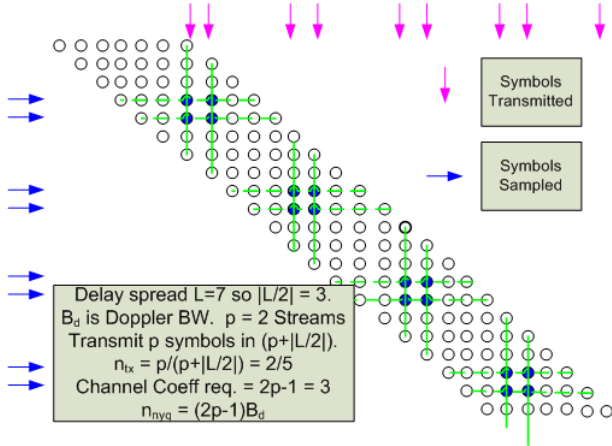 Symbols
Transmitted
Symbols
Sampled
Delay spread L=7 so |L/2| = 3.
B_d is Doppler BW. p = 2 Streams
Transmit p symbols in (p+|L/2|).
n_tx = p/(p+|L/2|) = 2/5
Channel Coeff req. = 2p-1 = 3
n_nyq = (2p-1)B_d